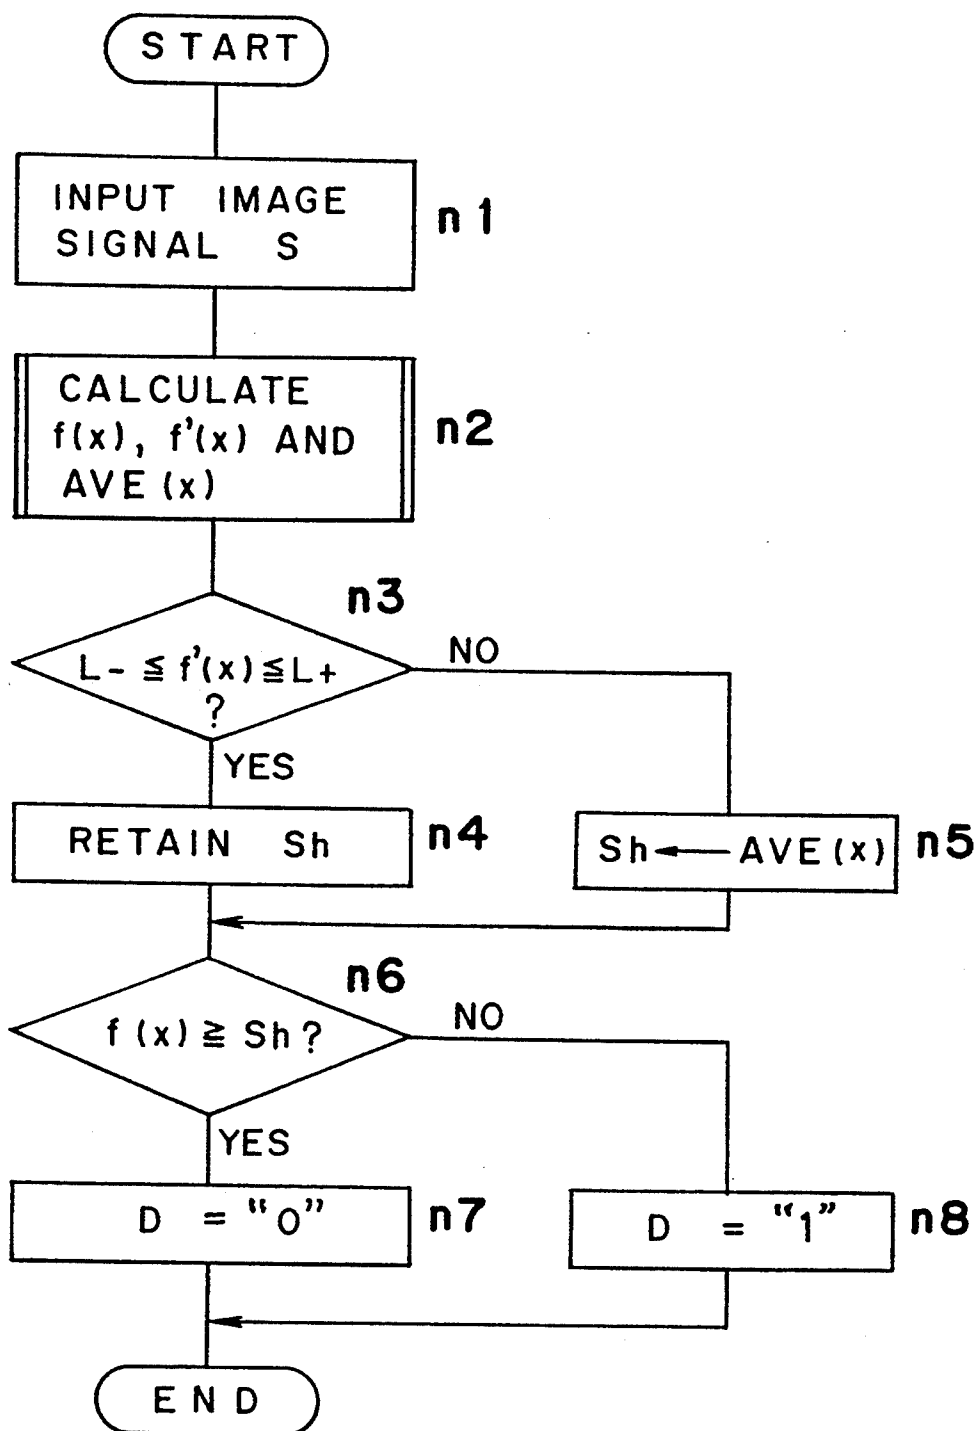 START
INPUT IMAGE
SIGNAL S
n1
CALCULATE
f(x), f'(x) AND
AVE(x)
n2
n3
L- ≦ f'(x) ≦ L+
?
NO
YES
RETAIN Sh
n4
Sh ← AVE(x)
n5
n6
f(x) ≧ Sh?
NO
YES
D = "0"
n7
D = "1"
n8
END